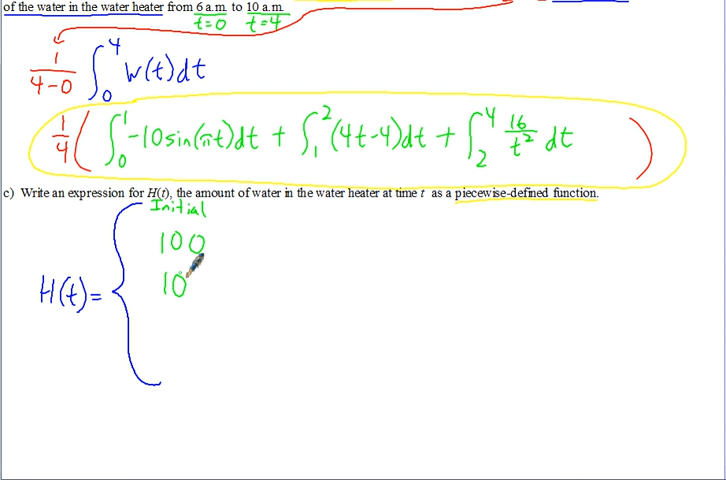 of the water in the water heater from 6 a.m. to 10 a.m.
t=0 t=4
1/(4-0) ∫₀⁴ W(t)dt
1/4 ( ∫₀¹ -10sin(πt)dt + ∫₁² (4t-4)dt + ∫₂⁴ 16/t² dt )
c) Write an expression for H(t), the amount of water in the water heater at time t as a piecewise-defined function.
Initial
100
H(t)= {
10